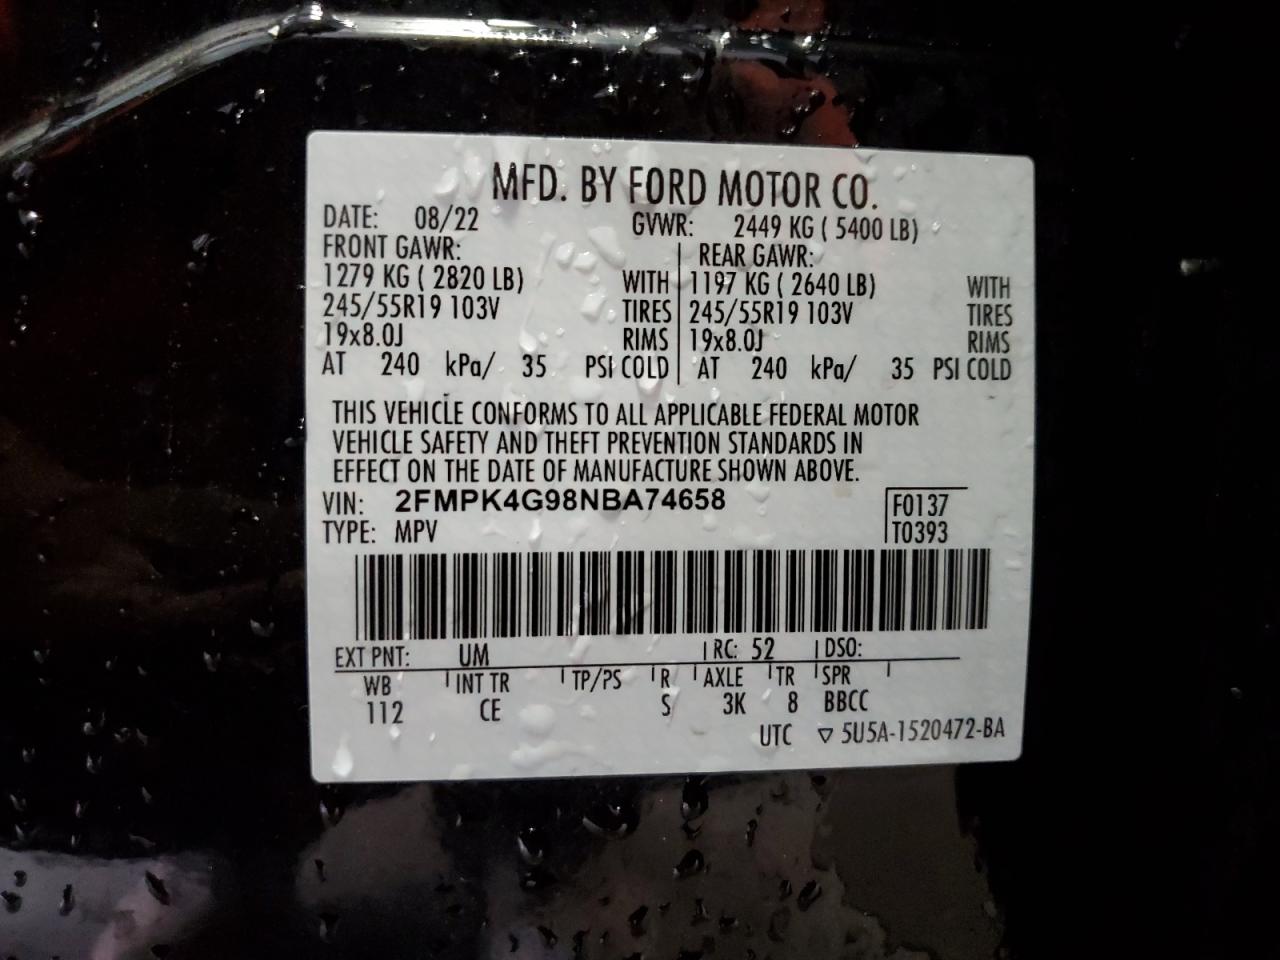 MFD. BY FORD MOTOR CO.
DATE: 08/22 GVWR: 2449 KG ( 5400 LB)
FRONT GAWR: REAR GAWR:
1279 KG ( 2820 LB) WITH 1197 KG ( 2640 LB) WITH
245/55R19 103V TIRES 245/55R19 103V TIRES
19x8.0J RIMS 19x8.0J RIMS
AT 240 kPa/ 35 PSI COLD AT 240 kPa/ 35 PSI COLD
THIS VEHICLE CONFORMS TO ALL APPLICABLE FEDERAL MOTOR
VEHICLE SAFETY AND THEFT PREVENTION STANDARDS IN
EFFECT ON THE DATE OF MANUFACTURE SHOWN ABOVE.
VIN: 2FMPK4G98NBA74658 F0137
TYPE: MPV T0393
EXT PNT: UM RC: 52 DSO:
WB INT TR TP/PS R AXLE TR SPR
112 CE S 3K 8 BBCC
UTC ▽ 5U5A-1520472-BA